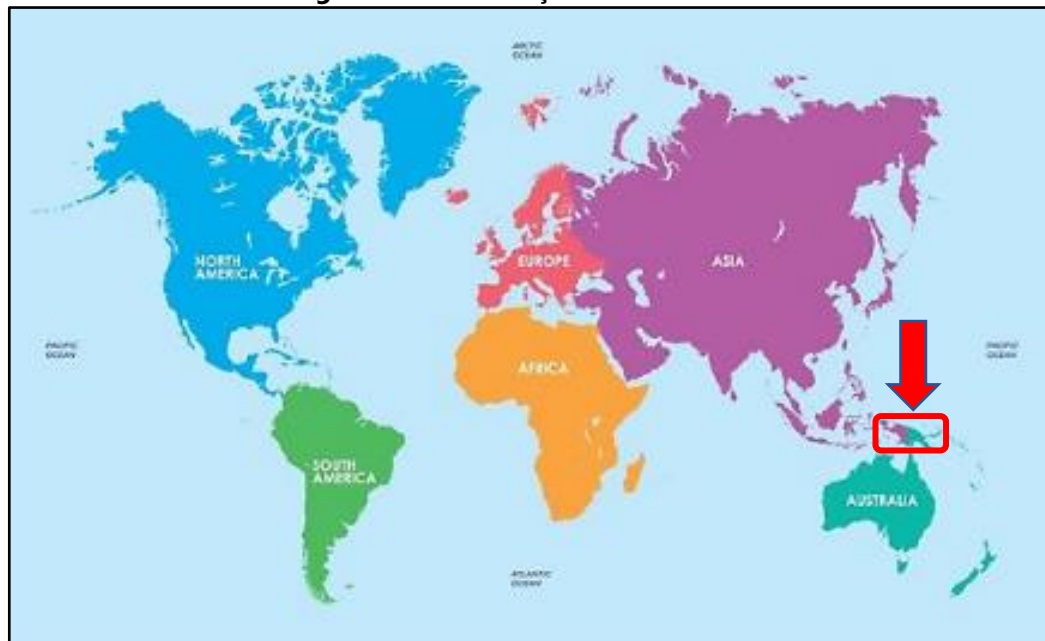 ARCTIC
OCEAN
NORTH
AMERICA
EUROPE
ASIA
PACIFIC
OCEAN
PACIFIC
OCEAN
AFRICA
SOUTH
AMERICA
AUSTRALIA
ATLANTIC
OCEAN